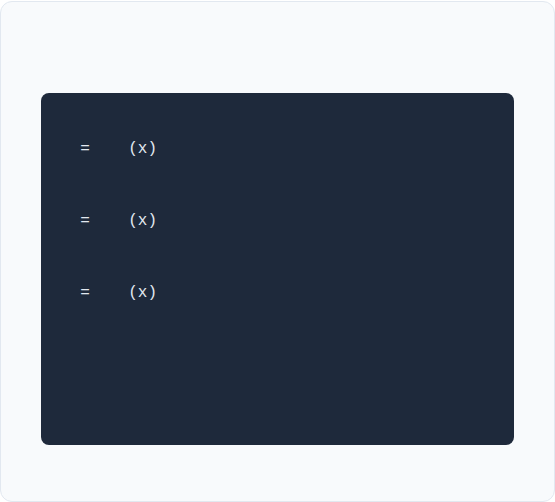 = (x)
= (x)
= (x)